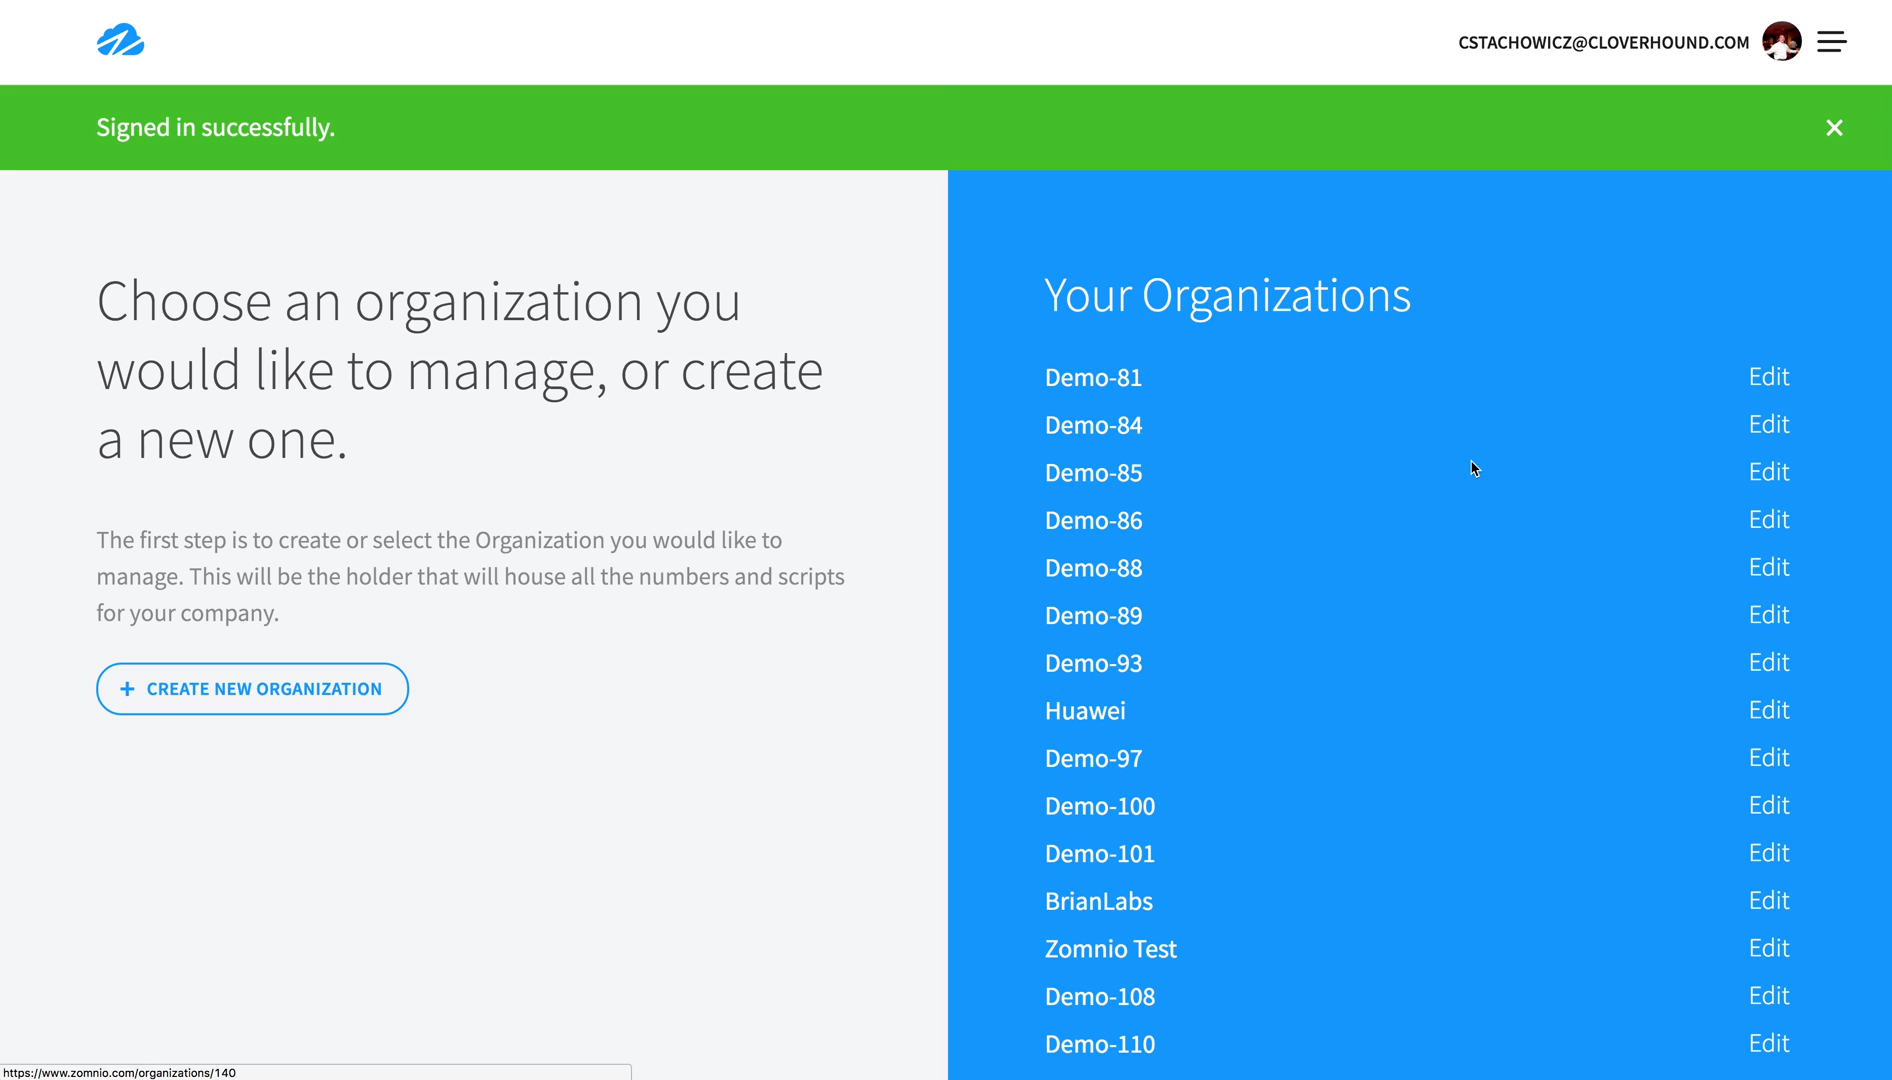 CSTACHOWICZ@CLOVERHOUND.COM
Signed in successfully.
Choose an organization you
would like to manage, or create
a new one.
The first step is to create or select the Organization you would like to
manage. This will be the holder that will house all the numbers and scripts
for your company.
+ CREATE NEW ORGANIZATION
Your Organizations
Demo-81 Edit
Demo-84 Edit
Demo-85 Edit
Demo-86 Edit
Demo-88 Edit
Demo-89 Edit
Demo-93 Edit
Huawei Edit
Demo-97 Edit
Demo-100 Edit
Demo-101 Edit
BrianLabs Edit
Zomnio Test Edit
Demo-108 Edit
Demo-110 Edit
https://www.zomnio.com/organizations/140